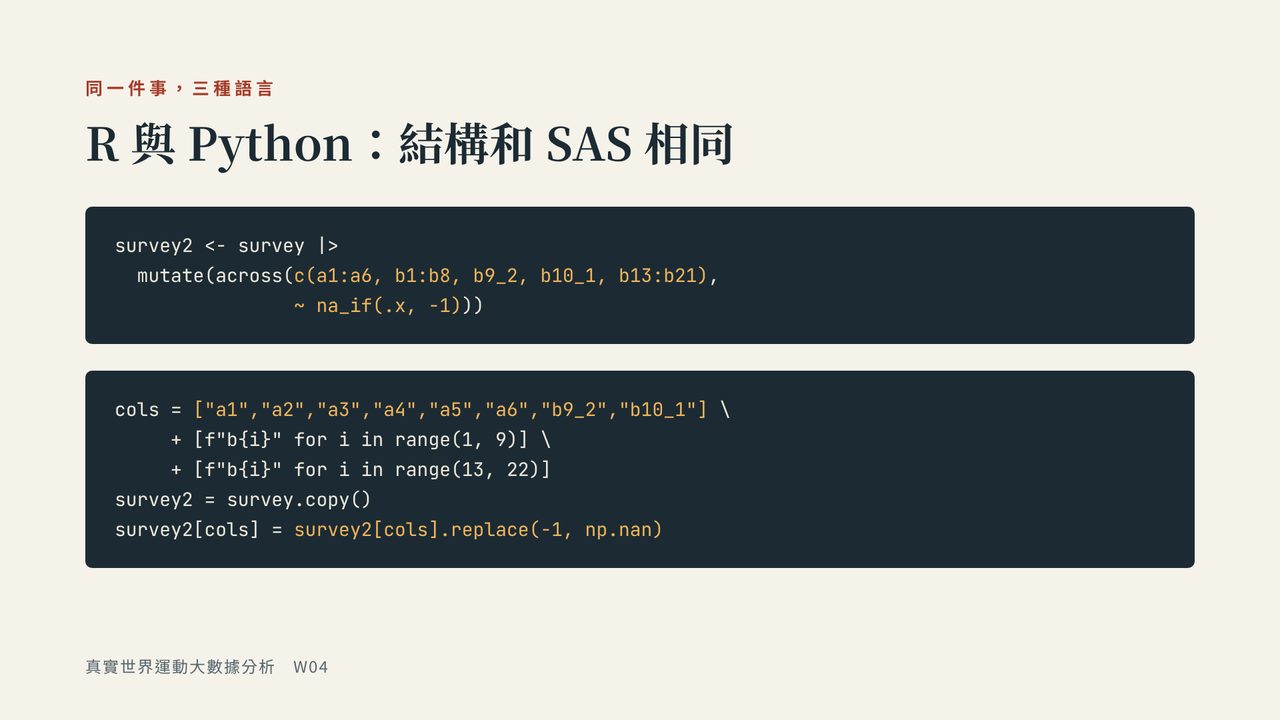 同一件事，三種語言
R 與 Python：結構和 SAS 相同
survey2 <- survey |>
  mutate(across(c(a1:a6, b1:b8, b9_2, b10_1, b13:b21),
                ~ na_if(.x, -1)))
cols = ["a1","a2","a3","a4","a5","a6","b9_2","b10_1"] \
     + [f"b{i}" for i in range(1, 9)] \
     + [f"b{i}" for i in range(13, 22)]
survey2 = survey.copy()
survey2[cols] = survey2[cols].replace(-1, np.nan)
真實世界運動大數據分析　W04